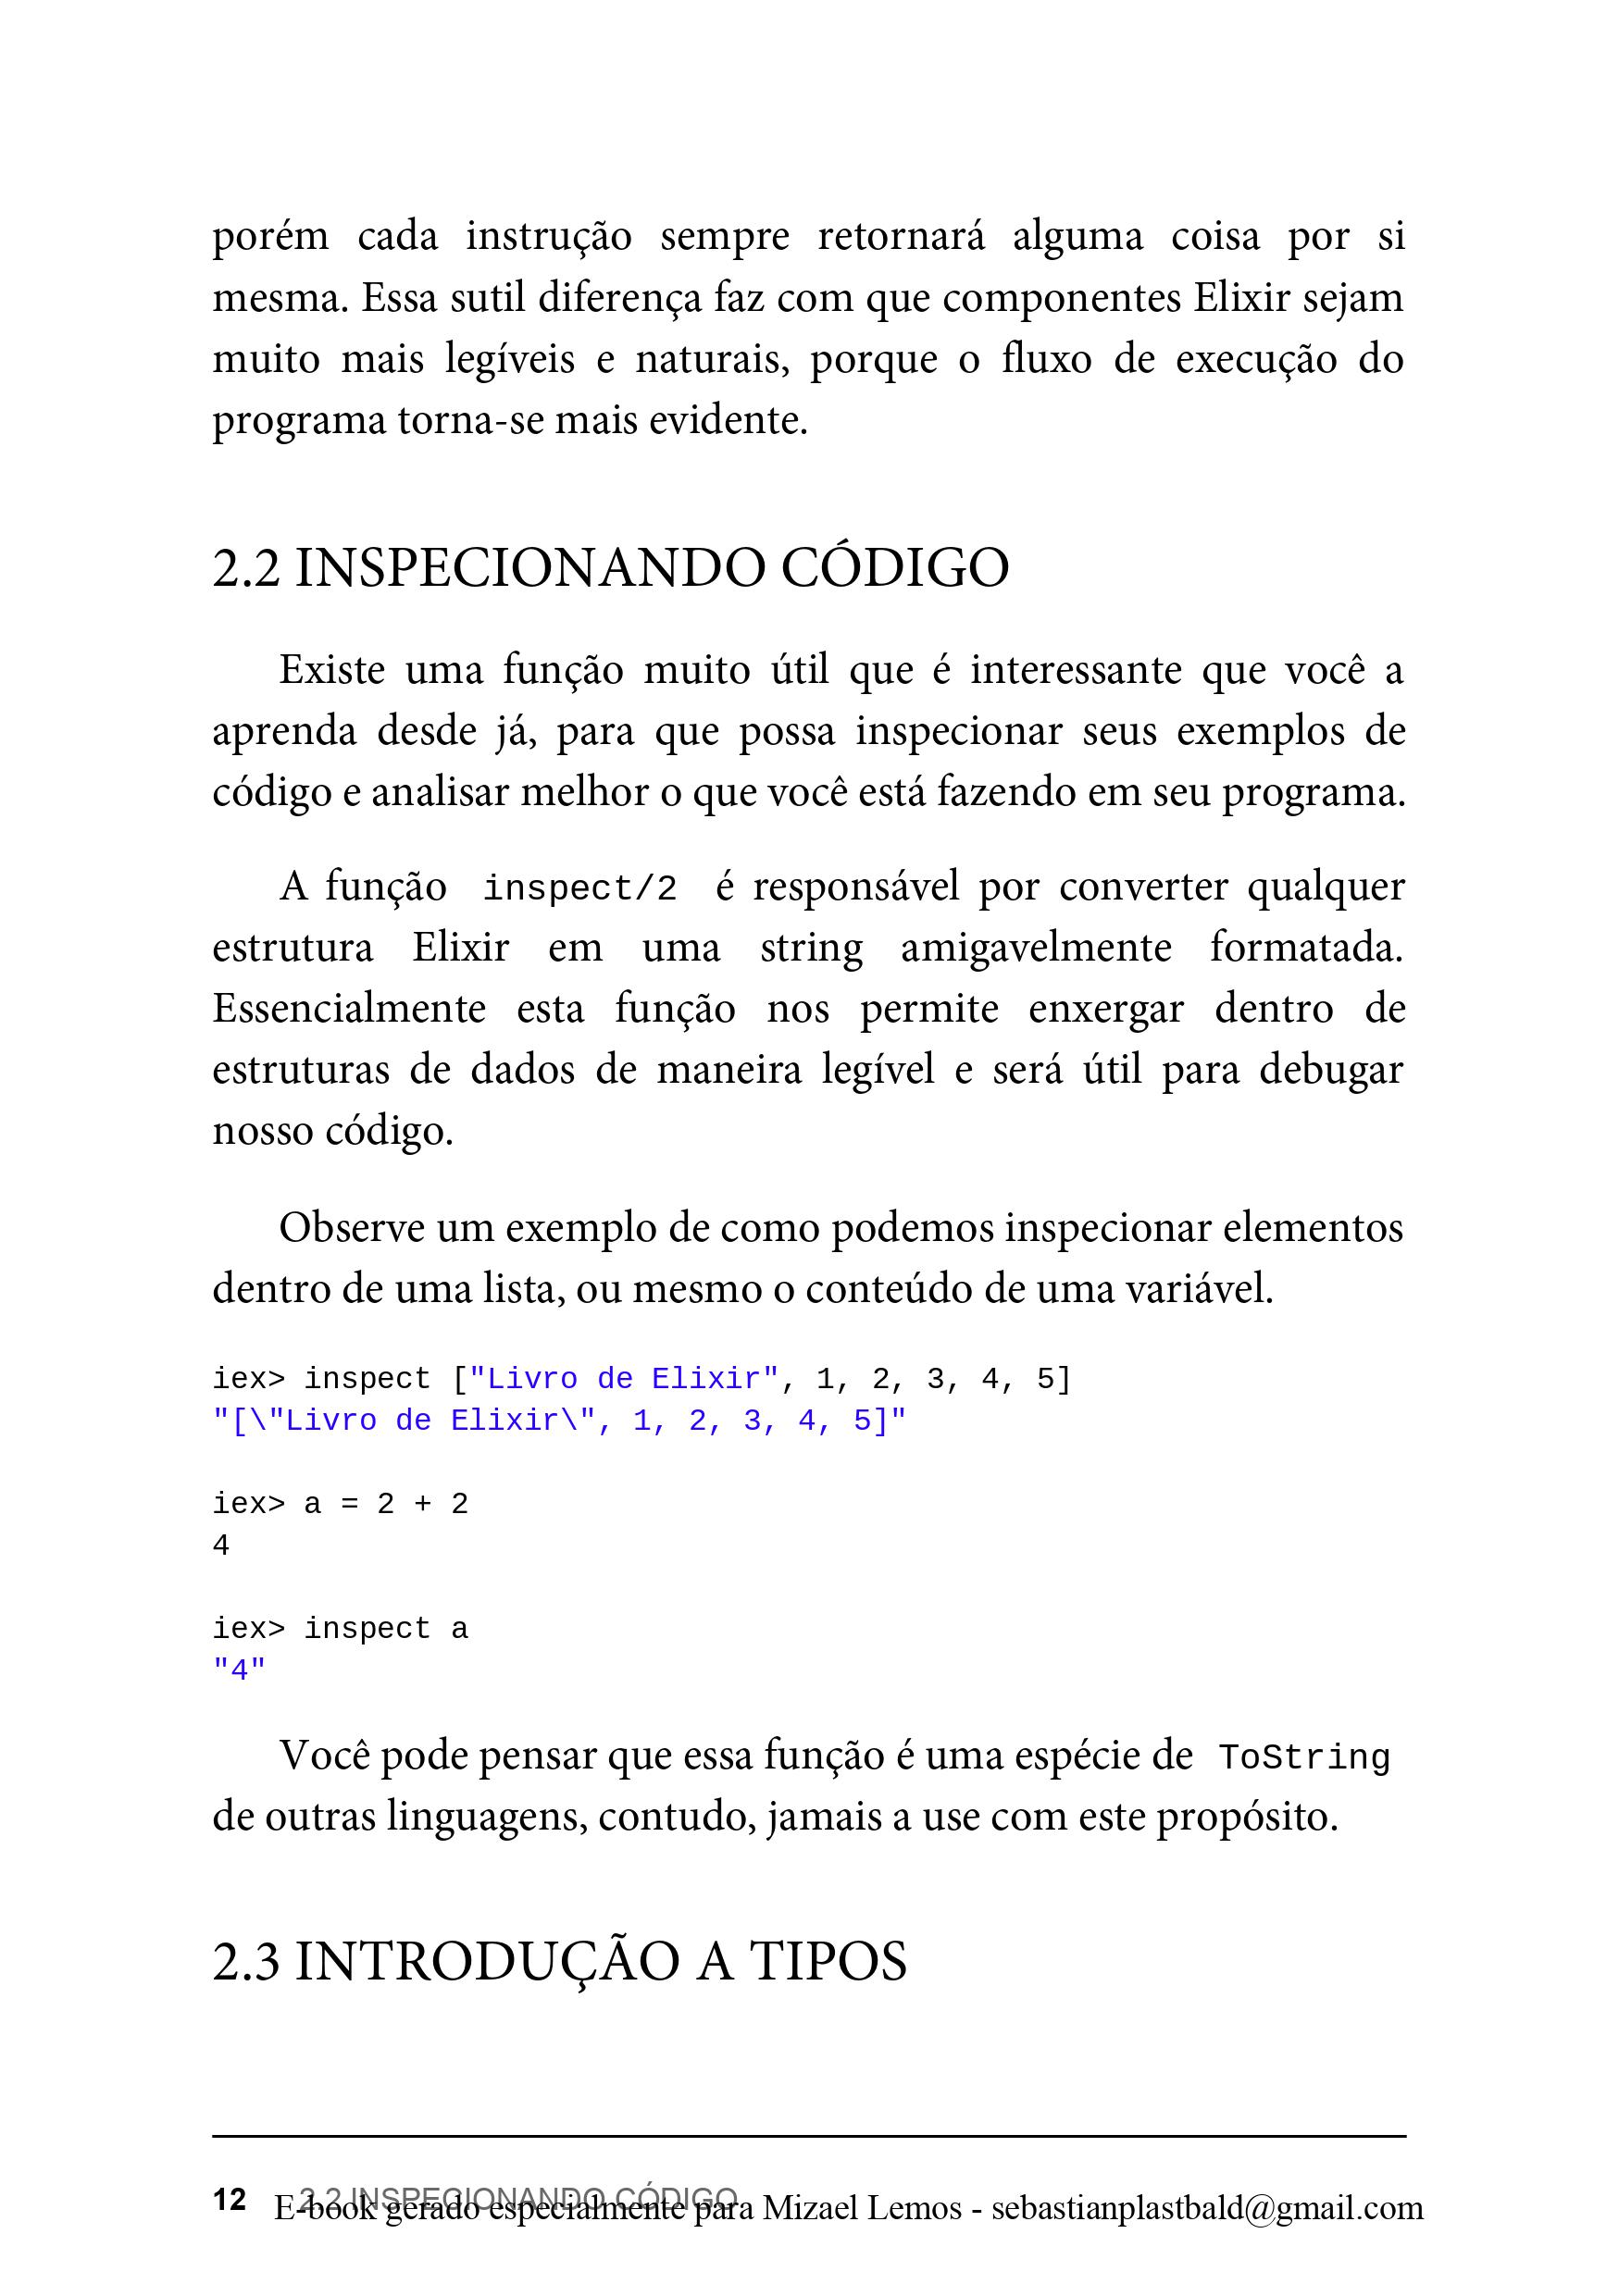 porém cada instrução sempre retornará alguma coisa por si
mesma. Essa sutil diferença faz com que componentes Elixir sejam
muito mais legíveis e naturais, porque o fluxo de execução do
programa torna-se mais evidente.
2.2 INSPECIONANDO CÓDIGO
Existe uma função muito útil que é interessante que você a
aprenda desde já, para que possa inspecionar seus exemplos de
código e analisar melhor o que você está fazendo em seu programa.
A função inspect/2 é responsável por converter qualquer
estrutura Elixir em uma string amigavelmente formatada.
Essencialmente esta função nos permite enxergar dentro de
estruturas de dados de maneira legível e será útil para debugar
nosso código.
Observe um exemplo de como podemos inspecionar elementos
dentro de uma lista, ou mesmo o conteúdo de uma variável.
iex> inspect ["Livro de Elixir", 1, 2, 3, 4, 5]
"[\"Livro de Elixir\", 1, 2, 3, 4, 5]"
iex> a = 2 + 2
4
iex> inspect a
"4"
Você pode pensar que essa função é uma espécie de ToString
de outras linguagens, contudo, jamais a use com este propósito.
2.3 INTRODUÇÃO A TIPOS
12 2.2 INSPECIONANDO CÓDIGO
E-book gerado especialmente para Mizael Lemos - sebastianplastbald@gmail.com